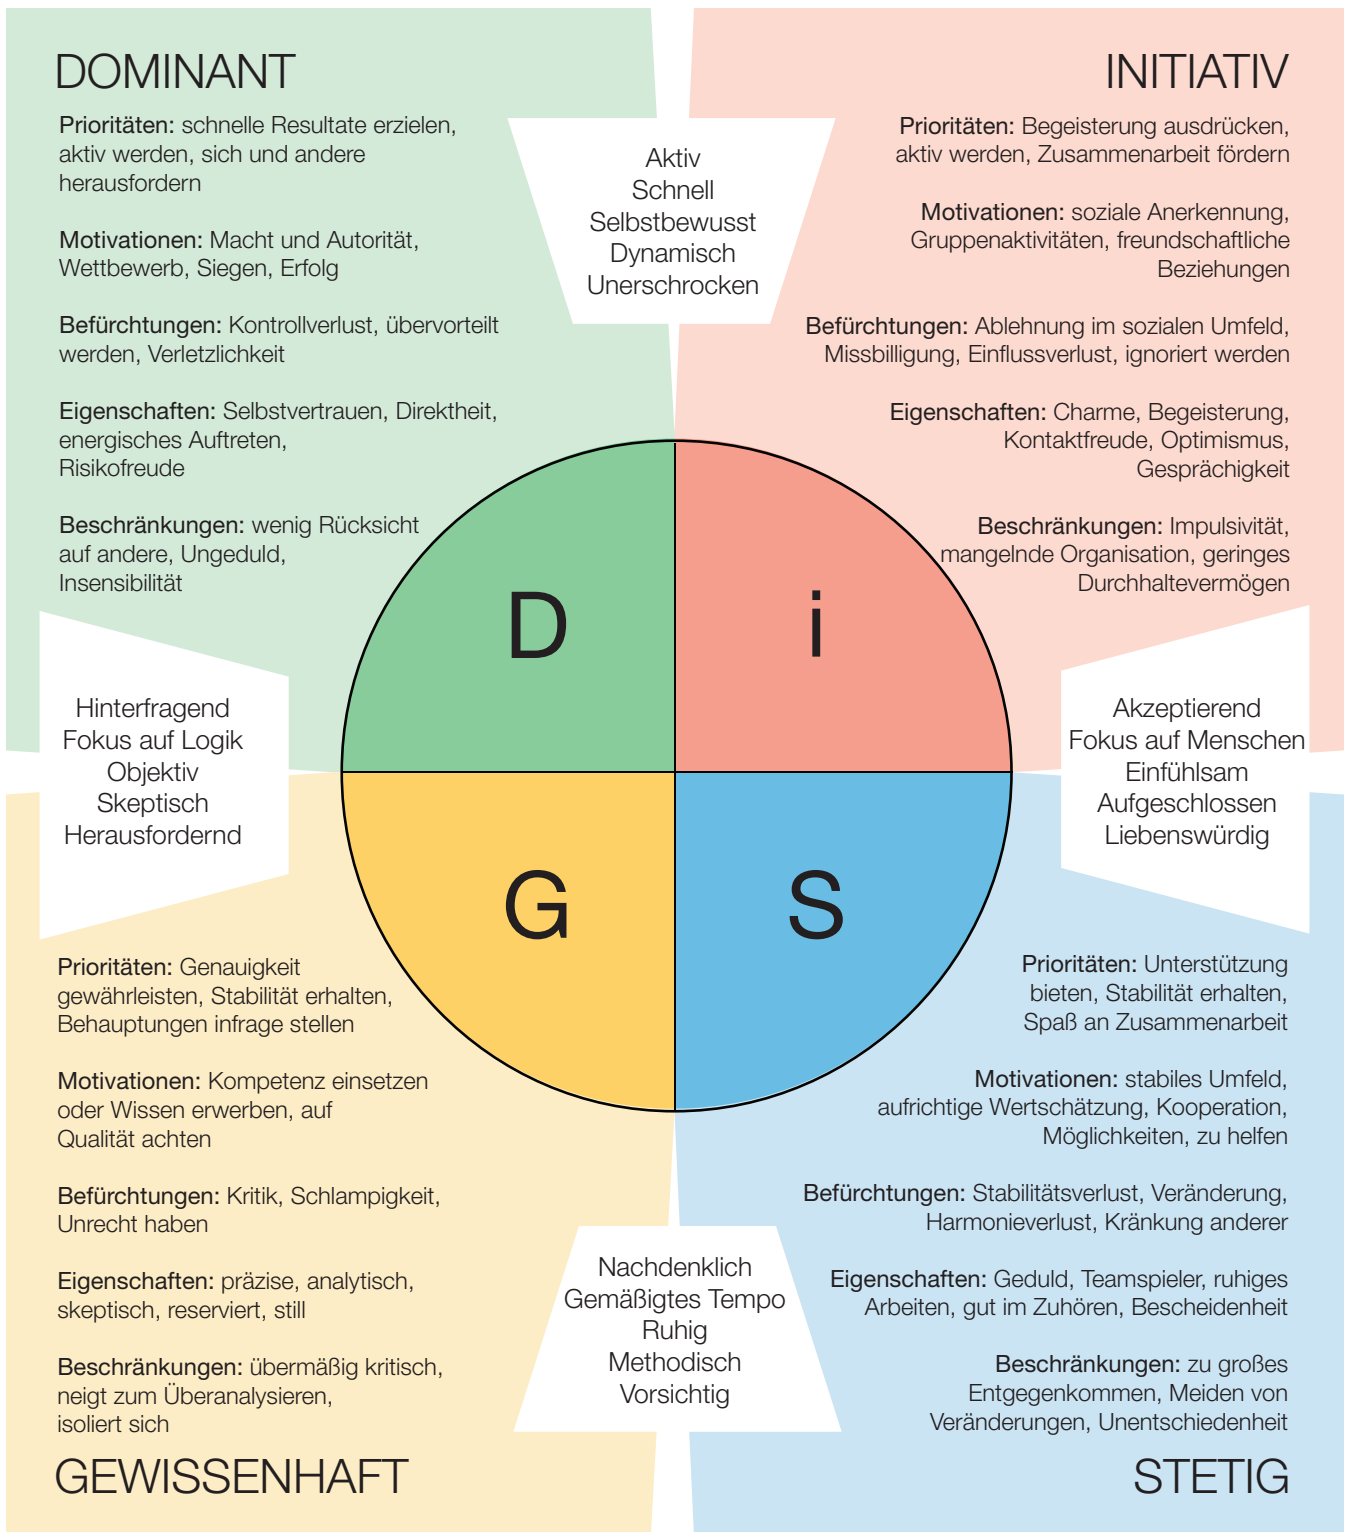 DOMINANT
Prioritäten: schnelle Resultate erzielen,
aktiv werden, sich und andere
herausfordern
Motivationen: Macht und Autorität,
Wettbewerb, Siegen, Erfolg
Befürchtungen: Kontrollverlust, übervorteilt
werden, Verletzlichkeit
Eigenschaften: Selbstvertrauen, Direktheit,
energisches Auftreten,
Risikofreude
Beschränkungen: wenig Rücksicht
auf andere, Ungeduld,
Insensibilität
Aktiv
Schnell
Selbstbewusst
Dynamisch
Unerschrocken
INITIATIV
Prioritäten: Begeisterung ausdrücken,
aktiv werden, Zusammenarbeit fördern
Motivationen: soziale Anerkennung,
Gruppenaktivitäten, freundschaftliche
Beziehungen
Befürchtungen: Ablehnung im sozialen Umfeld,
Missbilligung, Einflussverlust, ignoriert werden
Eigenschaften: Charme, Begeisterung,
Kontaktfreude, Optimismus,
Gesprächigkeit
Beschränkungen: Impulsivität,
mangelnde Organisation, geringes
Durchhaltevermögen
D
i
Hinterfragend
Fokus auf Logik
Objektiv
Skeptisch
Herausfordernd
Akzeptierend
Fokus auf Menschen
Einfühlsam
Aufgeschlossen
Liebenswürdig
G
S
Prioritäten: Genauigkeit
gewährleisten, Stabilität erhalten,
Behauptungen infrage stellen
Motivationen: Kompetenz einsetzen
oder Wissen erwerben, auf
Qualität achten
Befürchtungen: Kritik, Schlampigkeit,
Unrecht haben
Eigenschaften: präzise, analytisch,
skeptisch, reserviert, still
Beschränkungen: übermäßig kritisch,
neigt zum Überanalysieren,
isoliert sich
GEWISSENHAFT
Nachdenklich
Gemäßigtes Tempo
Ruhig
Methodisch
Vorsichtig
Prioritäten: Unterstützung
bieten, Stabilität erhalten,
Spaß an Zusammenarbeit
Motivationen: stabiles Umfeld,
aufrichtige Wertschätzung, Kooperation,
Möglichkeiten, zu helfen
Befürchtungen: Stabilitätsverlust, Veränderung,
Harmonieverlust, Kränkung anderer
Eigenschaften: Geduld, Teamspieler, ruhiges
Arbeiten, gut im Zuhören, Bescheidenheit
Beschränkungen: zu großes
Entgegenkommen, Meiden von
Veränderungen, Unentschiedenheit
STETIG